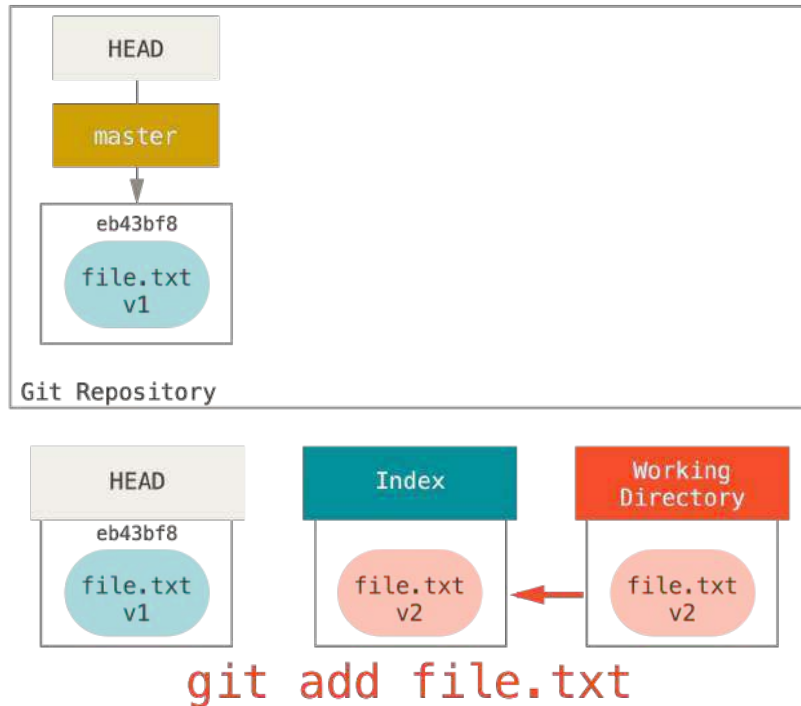 HEAD
master
eb43bf8
file.txt
v1
Git Repository
HEAD
Index
Working
Directory
eb43bf8
file.txt
v1
file.txt
v2
file.txt
v2
git add file.txt